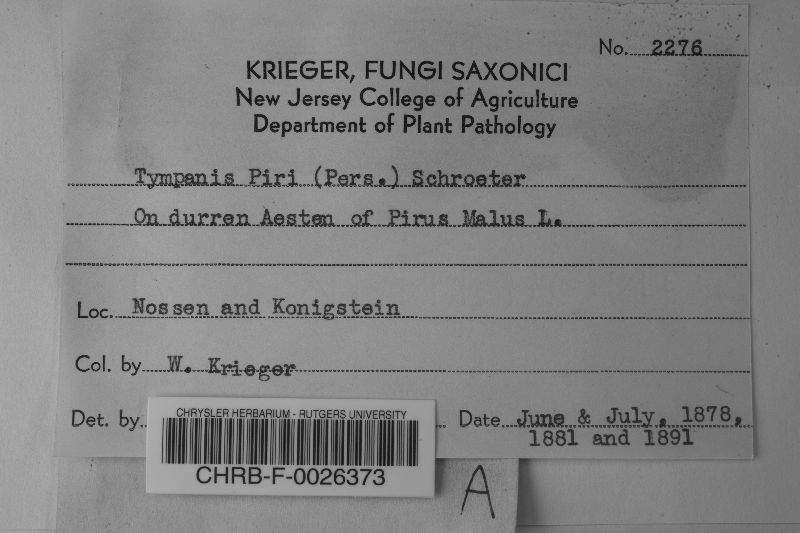 No. 2276
KRIEGER, FUNGI SAXONICI
New Jersey College of Agriculture
Department of Plant Pathology
Tympanis Piri (Pers.) Schroeter
On durren Aesten of Pirus Malus L.
Loc. Nossen and Konigstein
Col. by W. Krieger
Det. by
Date June & July, 1878,
1881 and 1891
CHRYSLER HERBARIUM - RUTGERS UNIVERSITY
CHRB-F-0026373
A